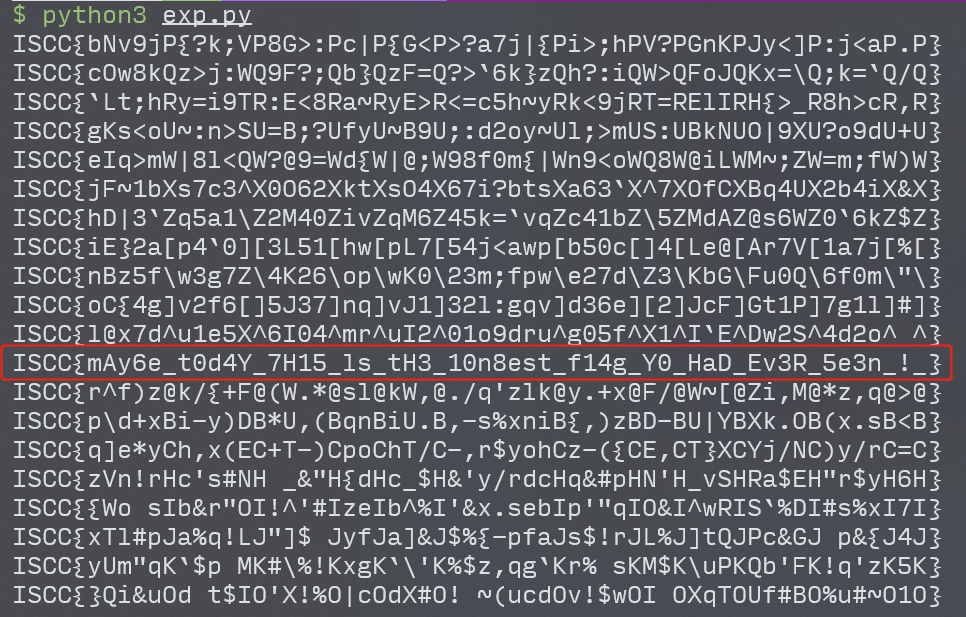 $ python3 exp.py
ISCC{bNv9jP{?k;VP8G>:Pc|P{G<P>?a7j|{Pi>;hPV?PGnKPJy<]P:j<aP.P}
ISCC{cOw8kQz>j:WQ9F?;Qb}QzF=Q?>`6k}zQh?:iQW>QFoJQKx=\Q;k=`Q/Q}
ISCC{`Lt;hRy=i9TR:E<8Ra~RyE>R<=c5h~yRk<9jRT=RElIRH{>_R8h>cR,R}
ISCC{gKs<oU~:n>SU=B;?UfyU~B9U;:d2oy~Ul;>mUS:UBkNUO|9XU?o9dU+U}
ISCC{eIq>mW|8l<QW?@9=Wd{W|@;W98f0m{|Wn9<oWQ8W@iLWM~;ZW=m;fW)W}
ISCC{jF~1bXs7c3^X0O62XktXsO4X67i?btsXa63`X^7XOfCXBq4UX2b4iX&X}
ISCC{hD|3`Zq5a1\Z2M40ZivZqM6Z45k=`vqZc41bZ\5ZMdAZ@s6WZ0`6kZ$Z}
ISCC{iE}2a[p4`0][3L51[hw[pL7[54j<awp[b50c[]4[Le@[Ar7V[1a7j[%[}
ISCC{nBz5f\w3g7Z\4K26\op\wK0\23m;fpw\e27d\Z3\KbG\Fu0Q\6f0m\"\}
ISCC{oC{4g]v2f6[]5J37]nq]vJ1]32l:gqv]d36e][2]JcF]Gt1P]7g1l]#]}
ISCC{l@x7d^u1e5X^6I04^mr^uI2^01o9dru^g05f^X1^I`E^Dw2S^4d2o^ ^}
ISCC{mAy6e_t0d4Y_7H15_ls_tH3_10n8est_f14g_Y0_HaD_Ev3R_5e3n_!_}
ISCC{r^f)z@k/{+F@(W.*@sl@kW,@./q'zlk@y.+x@F/@W~[@Zi,M@*z,q@>@}
ISCC{p\d+xBi-y)DB*U,(BqnBiU.B,-s%xniB{,)zBD-BU|YBXk.OB(x.sB<B}
ISCC{q]e*yCh,x(EC+T-)CpoChT/C-,r$yohCz-({CE,CT}XCYj/NC)y/rC=C}
ISCC{zVn!rHc's#NH _&"H{dHc_$H&'y/rdcHq&#pHN'H_vSHRa$EH"r$yH6H}
ISCC{{Wo sIb&r"OI!^'#IzeIb^%I'&x.sebIp'"qIO&I^wRIS`%DI#s%xI7I}
ISCC{xTl#pJa%q!LJ"]$ JyfJa]&J$%{-pfaJs$!rJL%J]tQJPc&GJ p&{J4J}
ISCC{yUm"qK`$p MK#\%!KxgK`\'K%$z,qg`Kr% sKM$K\uPKQb'FK!q'zK5K}
ISCC{}Qi&uOd t$IO'X!%O|cOdX#O! ~(ucdOv!$wOI OXqTOUf#BO%u#~O1O}